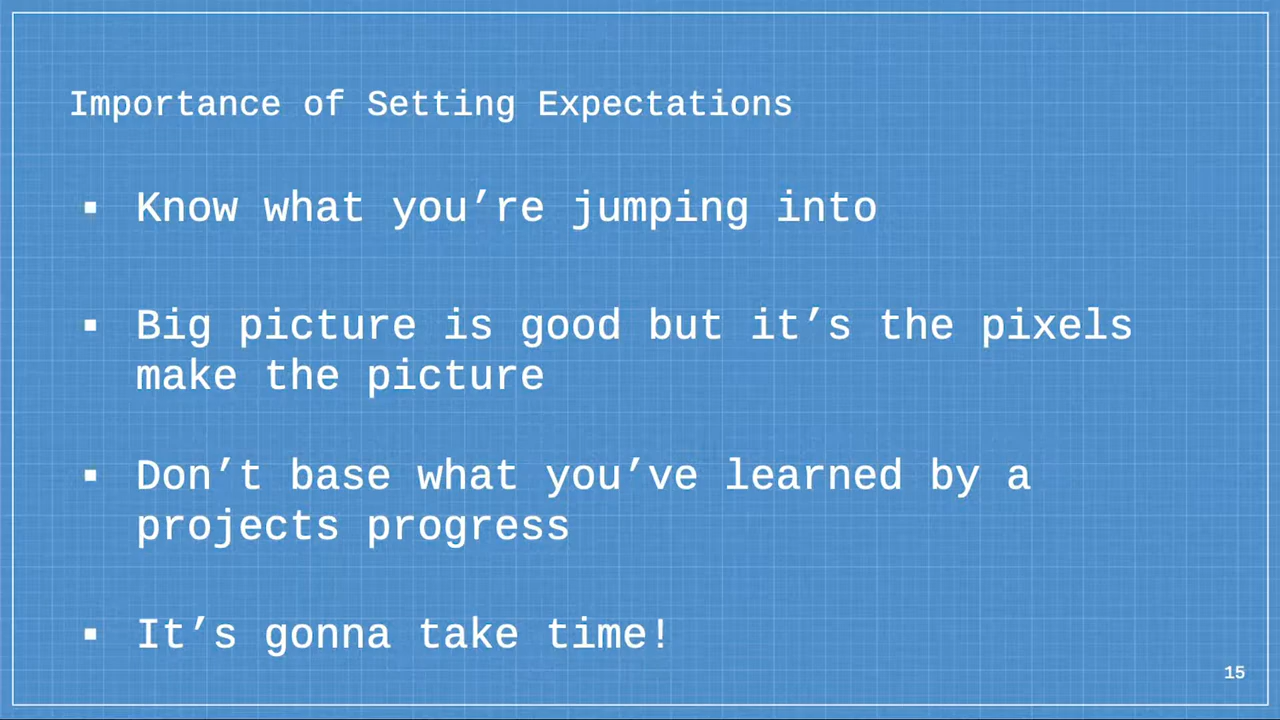 Importance of Setting Expectations
▪ Know what you’re jumping into
▪ Big picture is good but it’s the pixels
make the picture
▪ Don’t base what you’ve learned by a
projects progress
▪ It’s gonna take time!
15